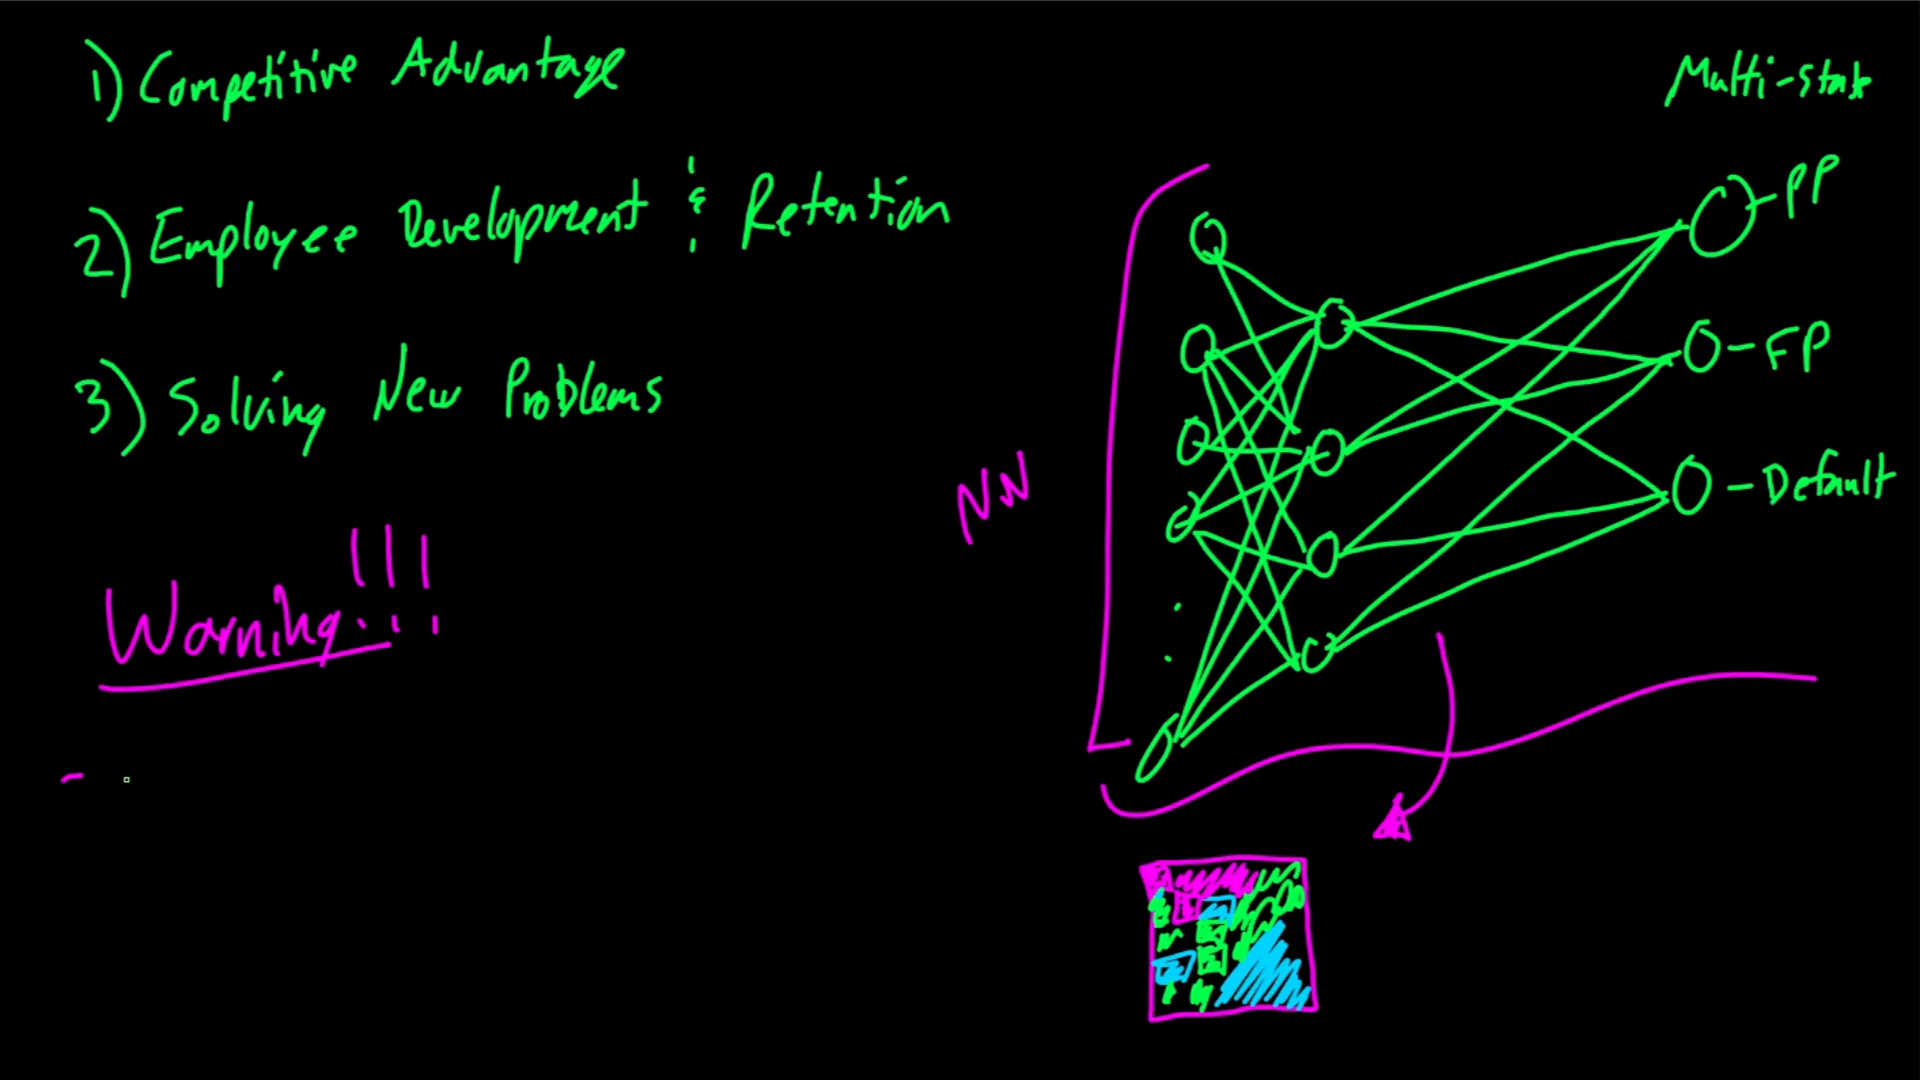 1) Competitive Advantage
2) Employee Development & Retention
3) Solving New Problems
Warning!!!
-
NN
Multi-state
PP
- FP
- Default